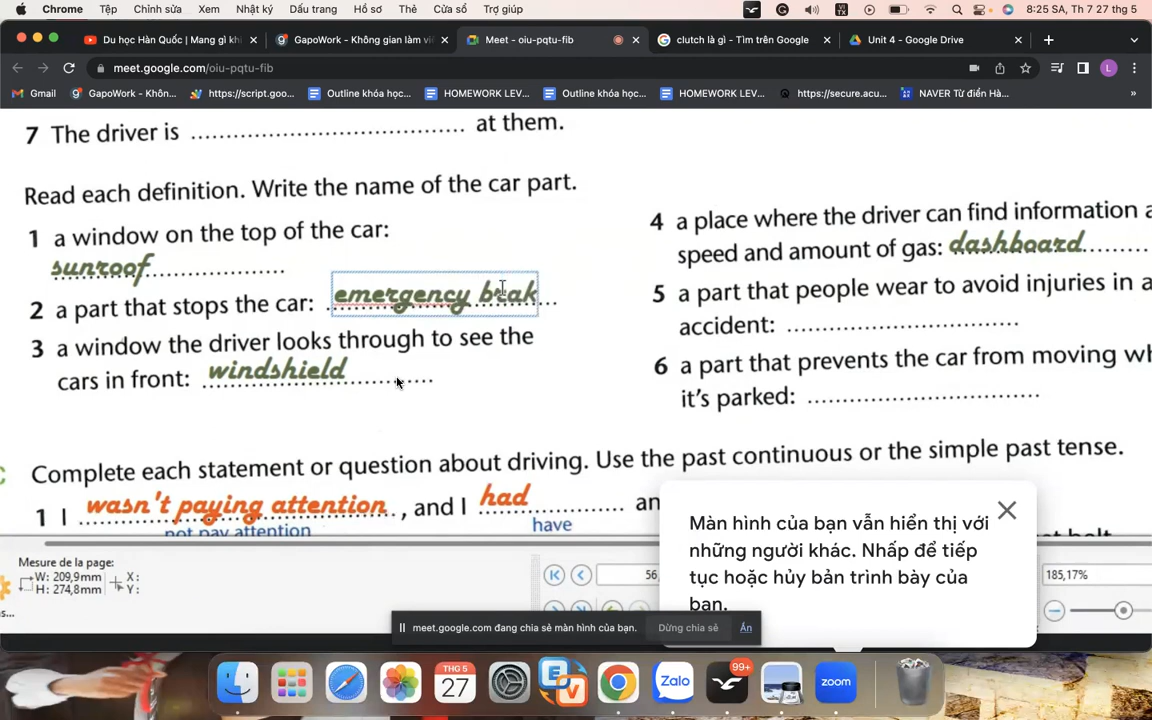 Chrome Tệp Chỉnh sửa Xem Nhật ký Dấu trang Hồ sơ Thẻ Cửa sổ Trợ giúp 8:25 SA, Th 7 27 thg 5
Du học Hàn Quốc | Mang gì khi
GapoWork - Không gian làm vi
Meet - oiu-pqtu-fib
clutch là gì - Tìm trên Google
Unit 4 - Google Drive
meet.google.com/oiu-pqtu-fib
Gmail GapoWork - Khôn... https://script.goo... Outline khóa học... HOMEWORK LEV... Outline khóa học... HOMEWORK LEV... https://secure.acu... NAVER Từ điển Hà... »
7 The driver is ........ at them.
Read each definition. Write the name of the car part.
1 a window on the top of the car:
sunroof
2 a part that stops the car: emergency break
3 a window the driver looks through to see the
cars in front: windshield
4 a place where the driver can find information a
speed and amount of gas: dashboard
5 a part that people wear to avoid injuries in a
accident: ........
6 a part that prevents the car from moving wh
it's parked: ........
Complete each statement or question about driving. Use the past continuous or the simple past tense.
1 I wasn't paying attention, and I had an
not pay attention have
Mesure de la page:
W: 209,9mm X:
H: 274,8mm Y:
56,
185,17%
Màn hình của bạn vẫn hiển thị với
những người khác. Nhấp để tiếp
tục hoặc hủy bản trình bày của
bạn.
meet.google.com đang chia sẻ màn hình của bạn. Dừng chia sẻ Ẩn
THG 5
27
Zalo
99+
zoom